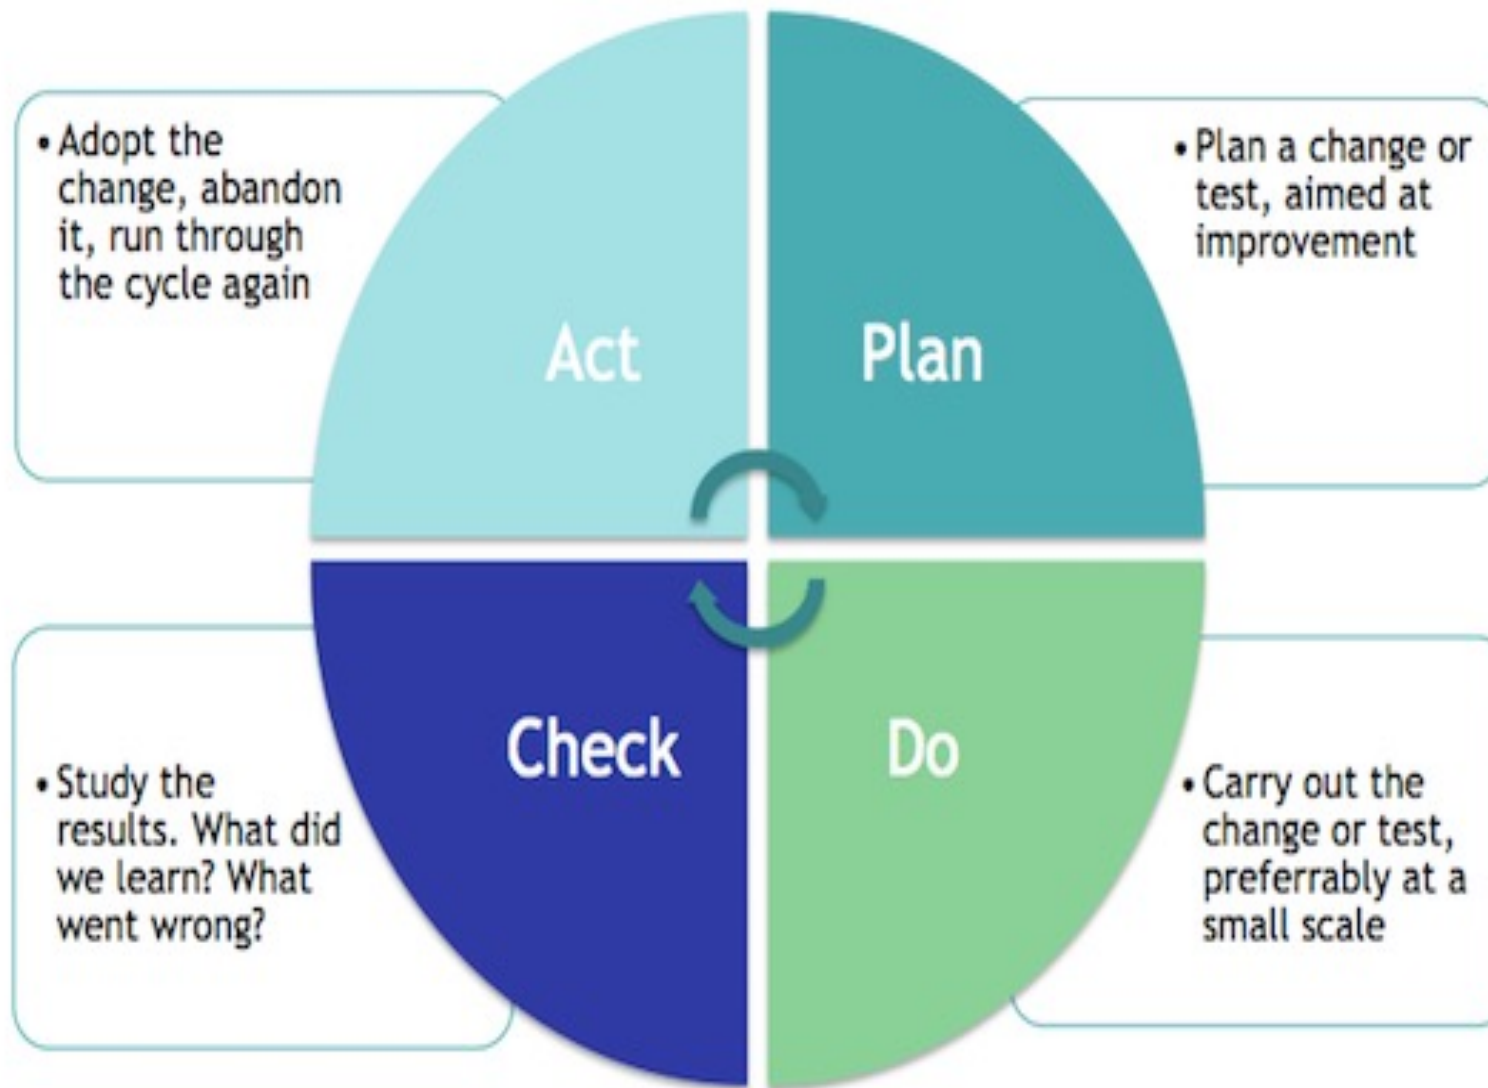 • Adopt the
change, abandon
it, run through
the cycle again
Act
Plan
• Plan a change or
test, aimed at
improvement
• Study the
results. What did
we learn? What
went wrong?
Check
Do
• Carry out the
change or test,
preferrably at a
small scale